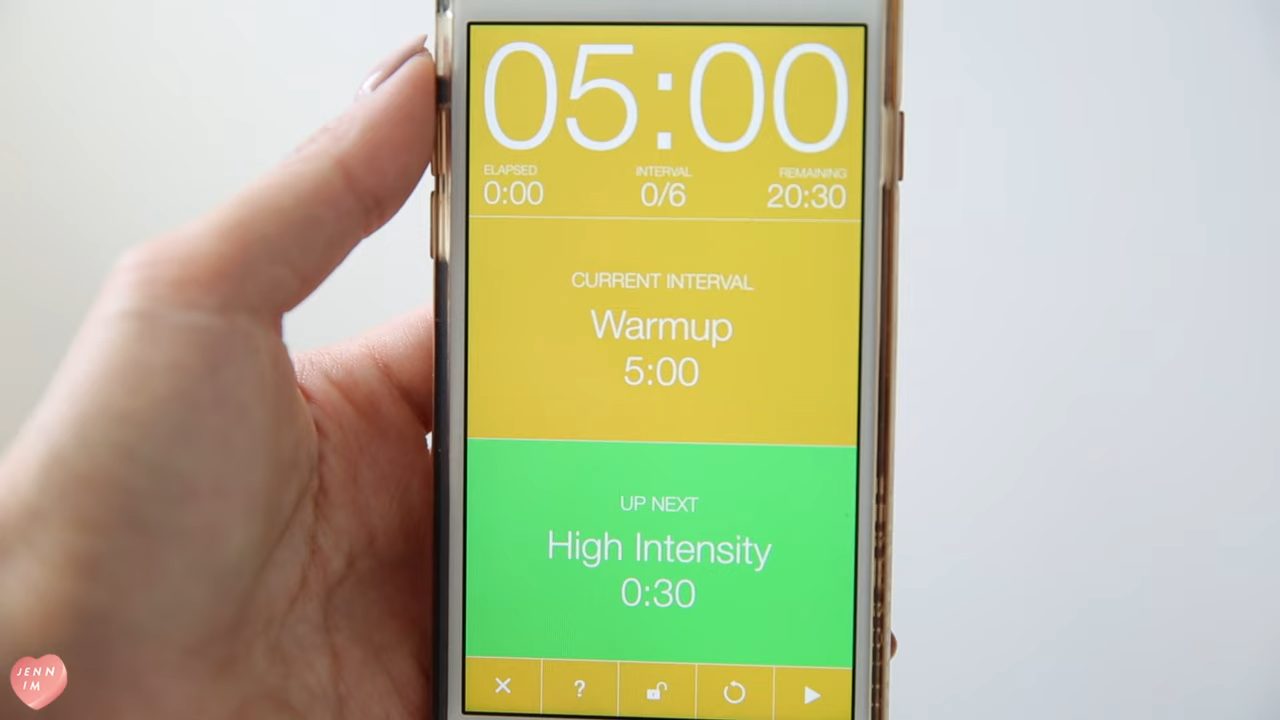 05:00
ELAPSED INTERVAL REMAINING
0:00 0/6 20:30
CURRENT INTERVAL
Warmup
5:00
UP NEXT
High Intensity
0:30
?
JENN
IM